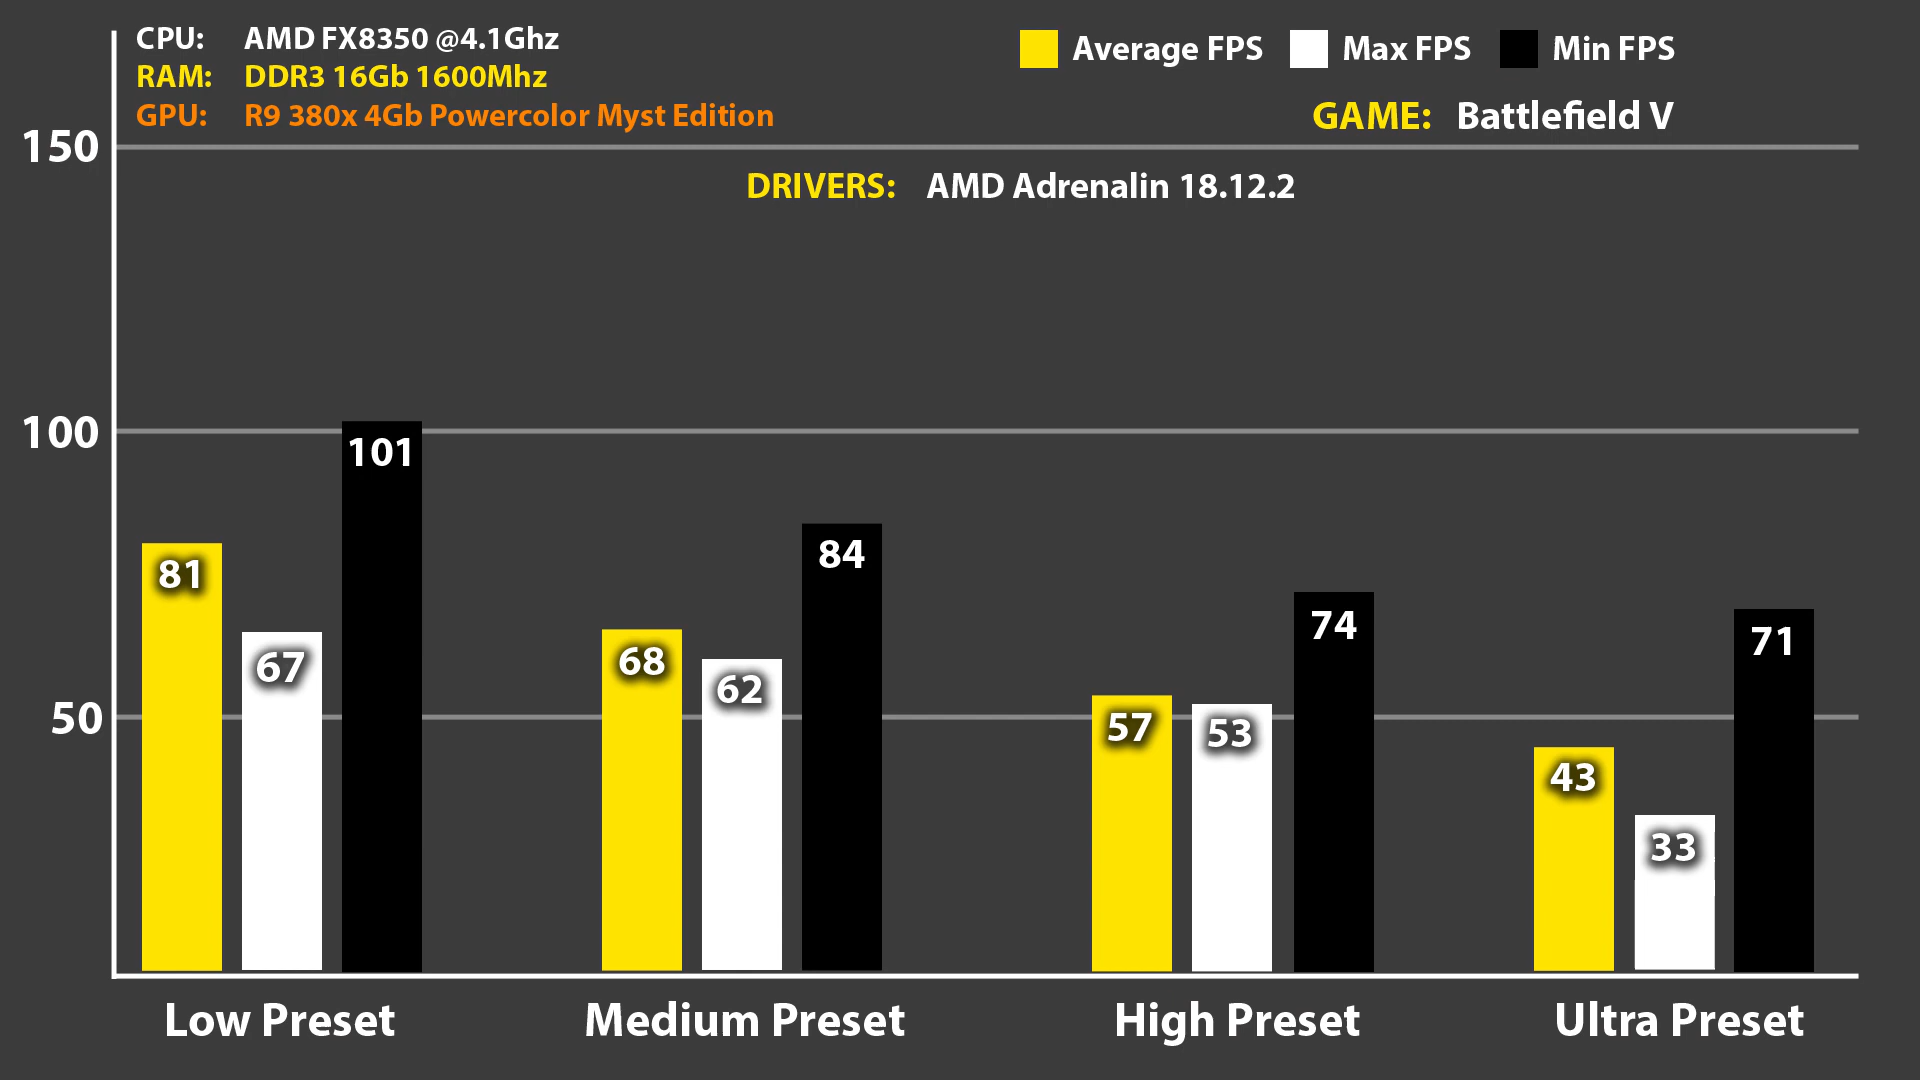 CPU: AMD FX8350 @4.1Ghz
RAM: DDR3 16Gb 1600Mhz
GPU: R9 380x 4Gb Powercolor Myst Edition
Average FPS Max FPS Min FPS
GAME: Battlefield V
DRIVERS: AMD Adrenalin 18.12.2
150
100
50
81 67 101
68 62 84
57 53 74
43 33 71
Low Preset Medium Preset High Preset Ultra Preset